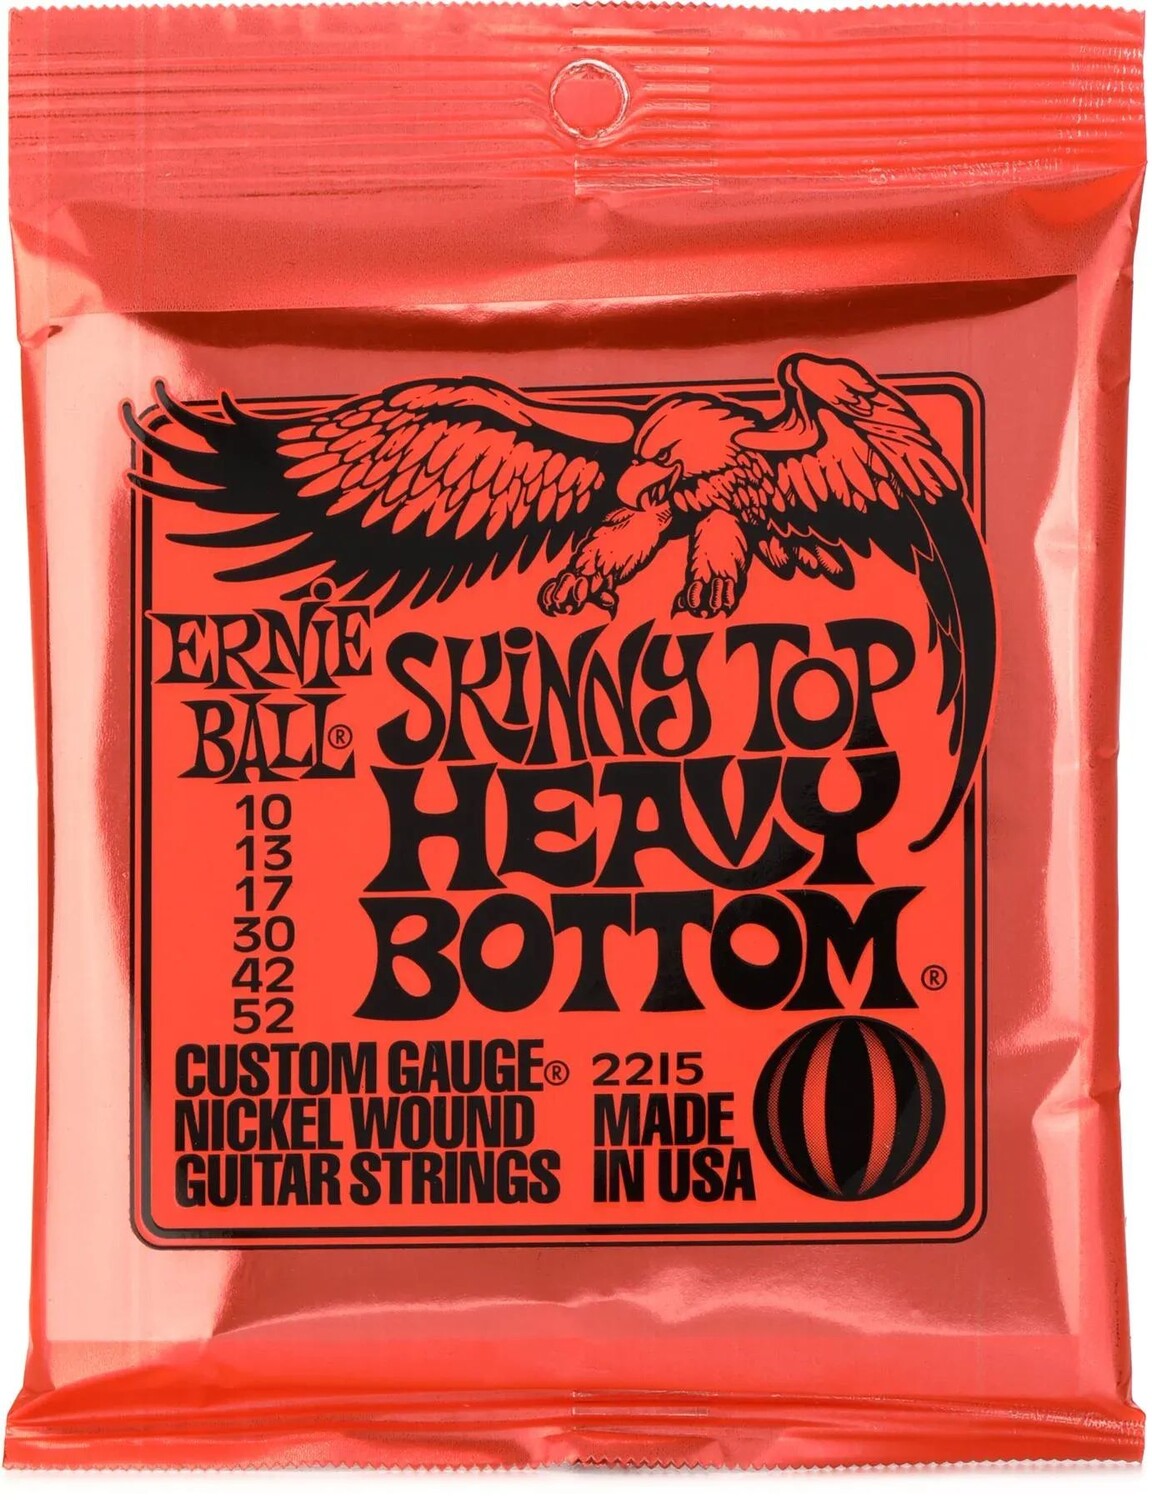 ERNiE
BALL®
SKiNNY TOP
HEAVY
BOTTOM®
10
13
17
30
42
52
CUSTOM GAUGE®
NICKEL WOUND
GUITAR STRINGS
2215
MADE
IN USA